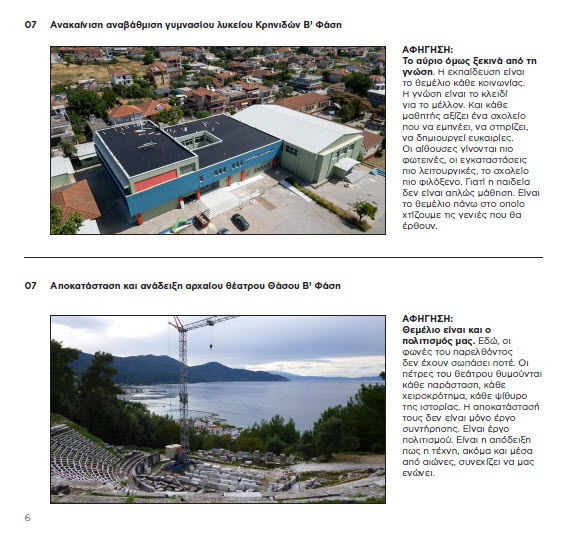 07 Ανακαίνιση αναβάθμιση γυμνασίου λυκείου Κρηνιδών Β' Φάση
ΑΦΗΓΗΣΗ:
Το αύριο όμως ξεκινά από τη
γνώση. Η εκπαίδευση είναι
το θεμέλιο κάθε κοινωνίας.
Η γνώση είναι το κλειδί
για το μέλλον. Και κάθε
μαθητής αξίζει ένα σχολείο
που να εμπνέει, να στηρίζει,
να δημιουργεί ευκαιρίες.
Οι αίθουσες γίνονται πιο
φωτεινές, οι εγκαταστάσεις
πιο λειτουργικές, το σχολείο
πιο φιλόξενο. Γιατί η παιδεία
δεν είναι απλώς μάθηση. Είναι
το θεμέλιο πάνω στο οποίο
χτίζουμε τις γενιές που θα
έρθουν.
07 Αποκατάσταση και ανάδειξη αρχαίου θέατρου Θάσου Β' Φάση
ΑΦΗΓΗΣΗ:
Θεμέλιο είναι και ο
πολιτισμός μας. Εδώ, οι
φωνές του παρελθόντος
δεν έχουν σωπάσει ποτέ. Οι
πέτρες του θεάτρου θυμούνται
κάθε παράσταση, κάθε
χειροκρότημα, κάθε ψίθυρο
της ιστορίας. Η αποκατάστασή
τους δεν είναι μόνο έργο
συντήρησης. Είναι έργο
πολιτισμού. Είναι η απόδειξη
πως η τέχνη, ακόμα και μέσα
από αιώνες, συνεχίζει να μας
ενώνει.
6